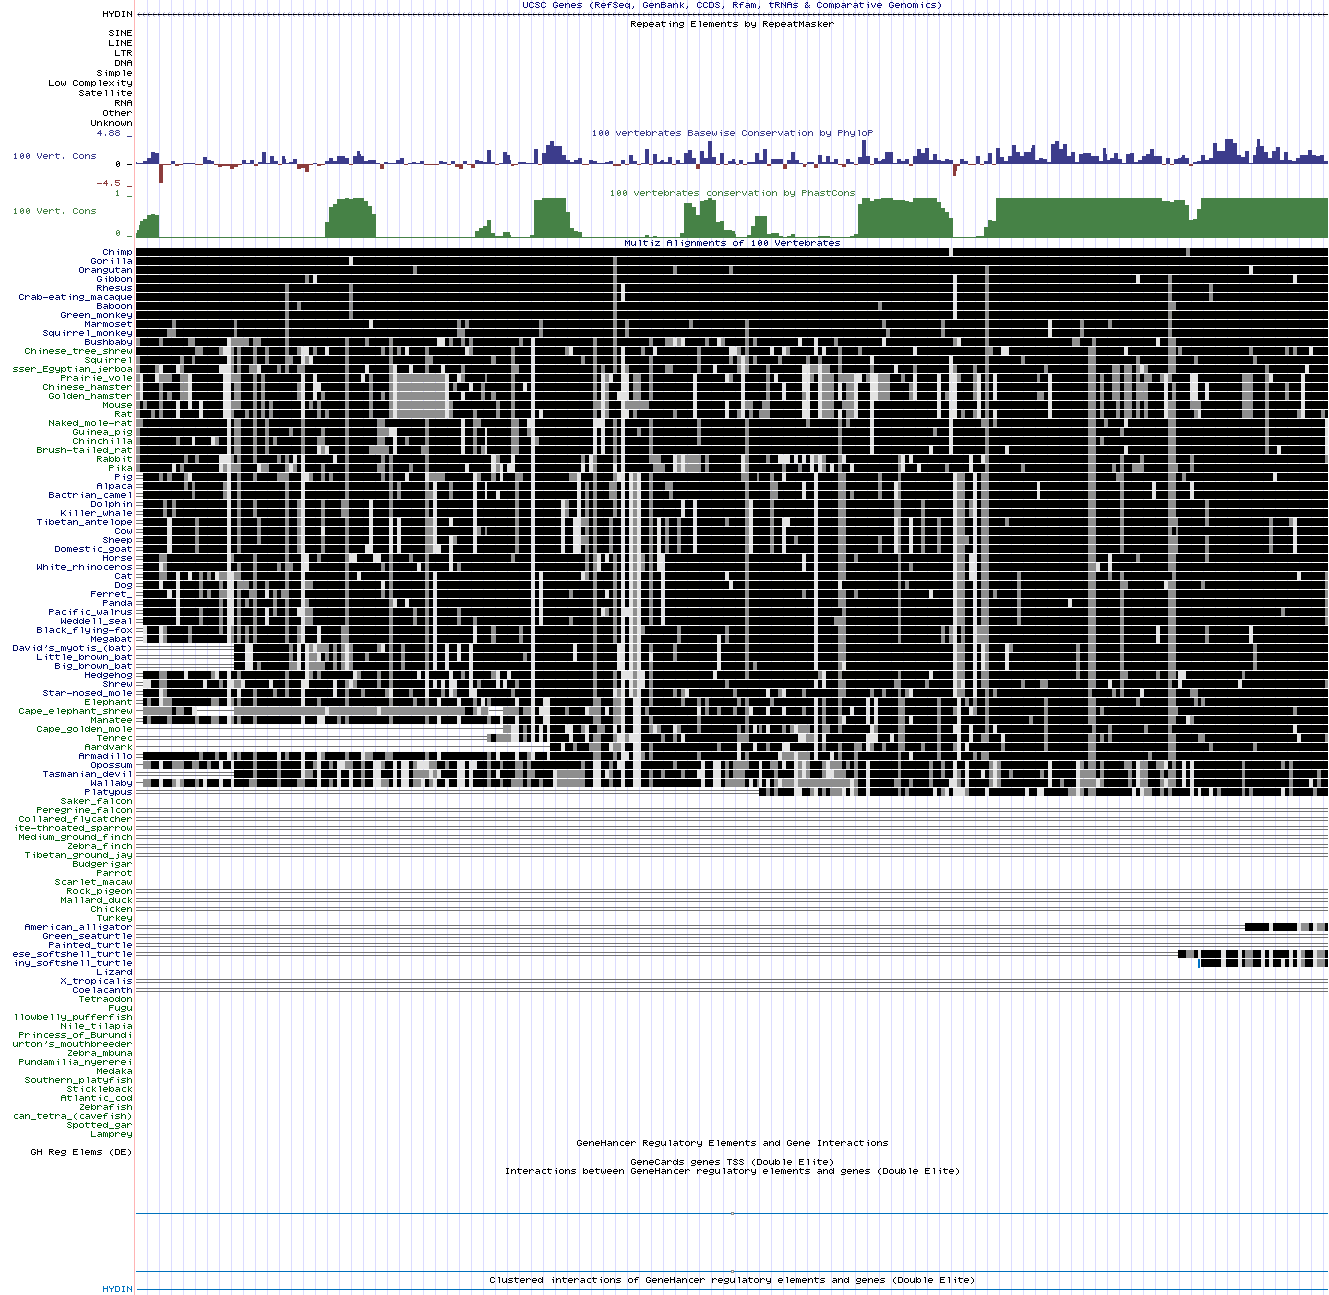 UCSC Genes (RefSeq, GenBank, CCDS, Rfam, tRNAs & Comparative Genomics)
HYDIN
Repeating Elements by RepeatMasker
SINE
LINE
LTR
DNA
Simple
Low Complexity
Satellite
RNA
Other
Unknown
4.88 _
100 vertebrates Basewise Conservation by PhyloP
100 Vert. Cons
0 _
-4.5 _
1 _
100 vertebrates conservation by PhastCons
100 Vert. Cons
0 _
Multiz Alignments of 100 Vertebrates
Chimp
Gorilla
Orangutan
Gibbon
Rhesus
Crab-eating_macaque
Baboon
Green_monkey
Marmoset
Squirrel_monkey
Bushbaby
Chinese_tree_shrew
Squirrel
sser_Egyptian_jerboa
Prairie_vole
Chinese_hamster
Golden_hamster
Mouse
Rat
Naked_mole-rat
Guinea_pig
Chinchilla
Brush-tailed_rat
Rabbit
Pika
Pig
Alpaca
Bactrian_camel
Dolphin
Killer_whale
Tibetan_antelope
Cow
Sheep
Domestic_goat
Horse
White_rhinoceros
Cat
Dog
Ferret_
Panda
Pacific_walrus
Weddell_seal
Black_flying-fox
Megabat
David's_myotis_(bat)
Little_brown_bat
Big_brown_bat
Hedgehog
Shrew
Star-nosed_mole
Elephant
Cape_elephant_shrew
Manatee
Cape_golden_mole
Tenrec
Aardvark
Armadillo
Opossum
Tasmanian_devil
Wallaby
Platypus
Saker_falcon
Peregrine_falcon
Collared_flycatcher
ite-throated_sparrow
Medium_ground_finch
Zebra_finch
Tibetan_ground_jay
Budgerigar
Parrot
Scarlet_macaw
Rock_pigeon
Mallard_duck
Chicken
Turkey
American_alligator
Green_seaturtle
Painted_turtle
ese_softshell_turtle
iny_softshell_turtle
Lizard
X_tropicalis
Coelacanth
Tetraodon
Fugu
llowbelly_pufferfish
Nile_tilapia
Princess_of_Burundi
urton's_mouthbreeder
Zebra_mbuna
Pundamilia_nyererei
Medaka
Southern_platyfish
Stickleback
Atlantic_cod
Zebrafish
can_tetra_(cavefish)
Spotted_gar
Lamprey
GeneHancer Regulatory Elements and Gene Interactions
GH Reg Elems (DE)
GeneCards genes TSS (Double Elite)
Interactions between GeneHancer regulatory elements and genes (Double Elite)
Clustered interactions of GeneHancer regulatory elements and genes (Double Elite)
HYDIN